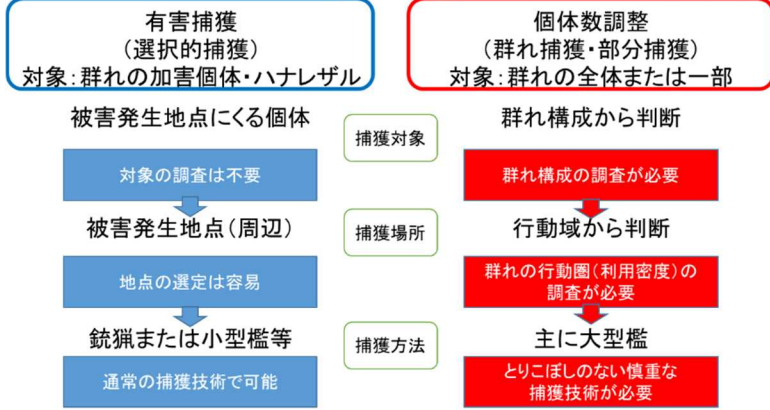 有害捕獲
(選択的捕獲)
対象:群れの加害個体・ハナレザル
個体数調整
(群れ捕獲・部分捕獲)
対象:群れの全体または一部
被害発生地点にくる個体
捕獲対象
群れ構成から判断
対象の調査は不要
群れ構成の調査が必要
被害発生地点(周辺)
捕獲場所
行動域から判断
地点の選定は容易
群れの行動圏(利用密度)の
調査が必要
銃猟または小型檻等
捕獲方法
主に大型檻
通常の捕獲技術で可能
とりこぼしのない慎重な
捕獲技術が必要